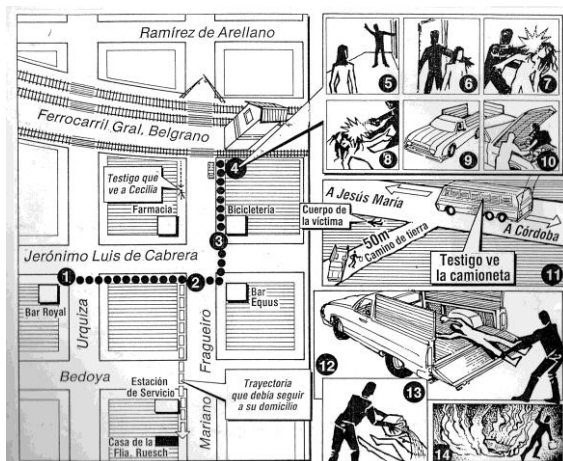 Ramírez de Arellano
Ferrocarril Gral. Belgrano
Testigo que
ve a Cecilia
4
Farmacia
Bicicletería
3
Jerónimo Luis de Cabrera
1
2
Bar Royal
Urquiza
Fragueiro
Bar
Equus
Bedoya
Estación
de Servicio
Mariano
Trayectoria
que debía seguir
a su domicilio
Casa de la
Flia. Ruesch
5
6
7
8
9
10
A Jesús María
Cuerpo de
la víctima
50m
Camino de tierra
A Córdoba
Testigo ve
la camioneta
11
12
13
14